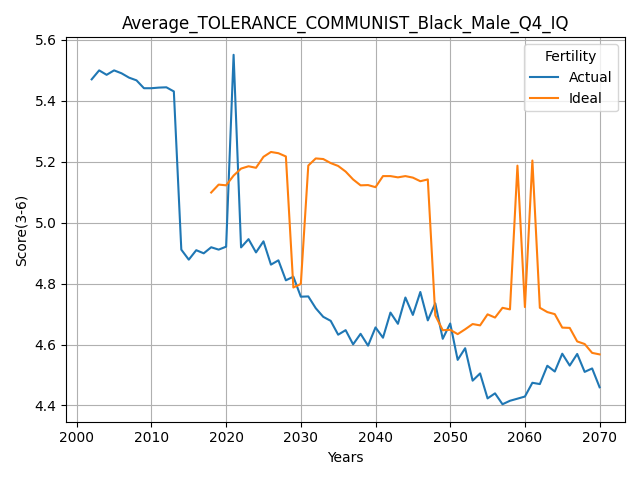 Average_TOLERANCE_COMMUNIST_Black_Male_Q4_IQ
Fertility
Actual
Ideal
Score(3-6)
5.6
5.4
5.2
5.0
4.8
4.6
4.4
2000 2010 2020 2030 2040 2050 2060 2070
Years